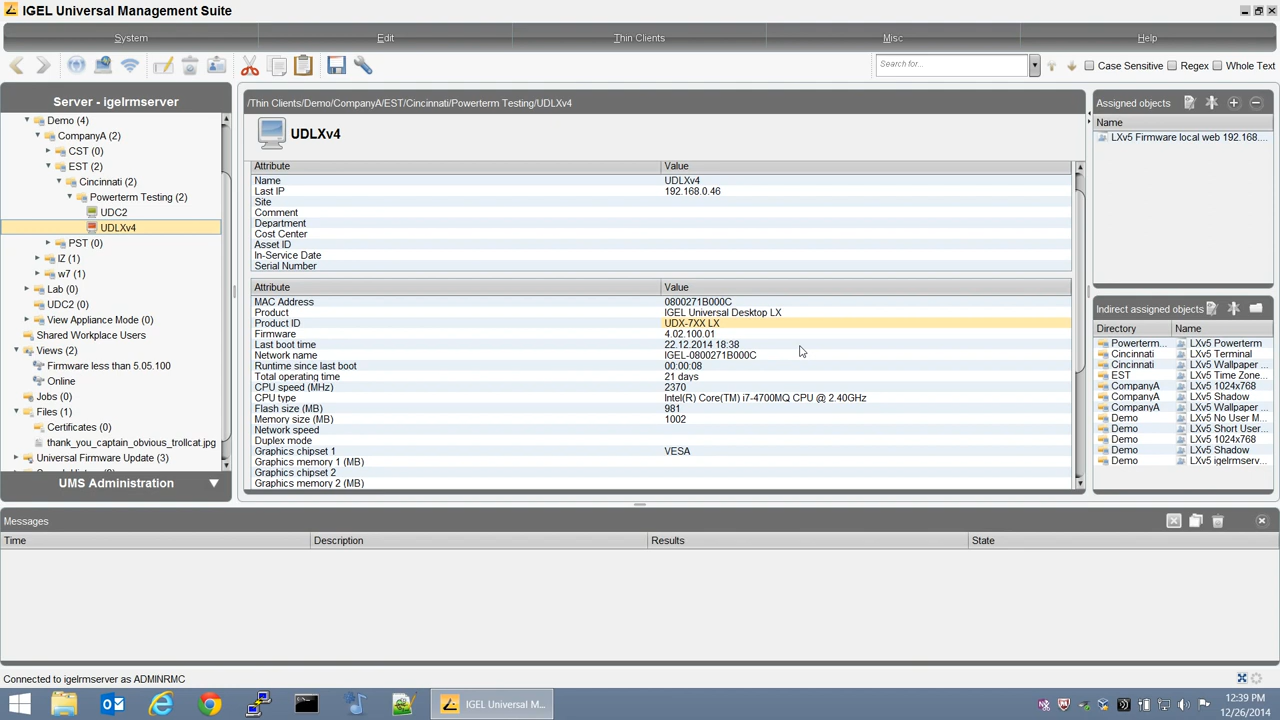 IGEL Universal Management Suite
System Edit Thin Clients Misc Help
Search for... Case Sensitive Regex Whole Text
Server - igelrmserver
Demo (4)
CompanyA (2)
CST (0)
EST (2)
Cincinnati (2)
Powerterm Testing (2)
UDC2
UDLXv4
PST (0)
IZ (1)
w7 (1)
Lab (0)
UDC2 (0)
View Appliance Mode (0)
Shared Workplace Users
Views (2)
Firmware less than 5.05.100
Online
Jobs (0)
Files (1)
Certificates (0)
thank_you_captain_obvious_trollcat.jpg
Universal Firmware Update (3)
UMS Administration
/Thin Clients/Demo/CompanyA/EST/Cincinnati/Powerterm Testing/UDLXv4
UDLXv4
Attribute Value
Name UDLXv4
Last IP 192.168.0.46
Site
Comment
Department
Cost Center
Asset ID
In-Service Date
Serial Number
Attribute Value
MAC Address 0800271B000C
Product IGEL Universal Desktop LX
Product ID UDX-7XX LX
Firmware 4.02.100.01
Last boot time 22.12.2014 18:38
Network name IGEL-0800271B000C
Runtime since last boot 00:00:08
Total operating time 21 days
CPU speed (MHz) 2370
CPU type Intel(R) Core(TM) i7-4700MQ CPU @ 2.40GHz
Flash size (MB) 981
Memory size (MB) 1002
Network speed
Duplex mode
Graphics chipset 1 VESA
Graphics memory 1 (MB)
Graphics chipset 2
Graphics memory 2 (MB)
Assigned objects
Name
LXv5 Firmware local web 192.168....
Indirect assigned objects
Directory Name
Powerterm... LXv5 Powerterm
Cincinnati LXv5 Terminal
Cincinnati LXv5 Wallpaper ...
EST LXv5 Time Zone...
CompanyA LXv5 1024x768
CompanyA LXv5 Shadow
CompanyA LXv5 Wallpaper ...
Demo LXv5 No User M...
Demo LXv5 Short User...
Demo LXv5 1024x768
Demo LXv5 Shadow
Demo LXv5 igelrmserv...
Messages
Time Description Results State
Connected to igelrmserver as ADMINRMC
IGEL Universal M...
12:39 PM
12/26/2014